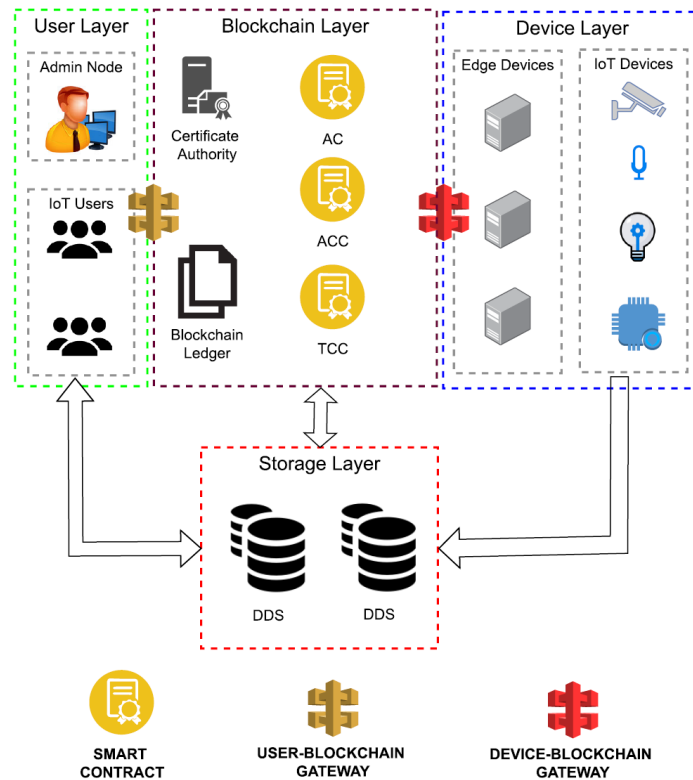 User Layer
Blockchain Layer
Device Layer
Admin Node
IoT Users
Certificate
Authority
Blockchain
Ledger
AC
ACC
TCC
Edge Devices
IoT Devices
Storage Layer
DDS
DDS
SMART
CONTRACT
USER-BLOCKCHAIN
GATEWAY
DEVICE-BLOCKCHAIN
GATEWAY